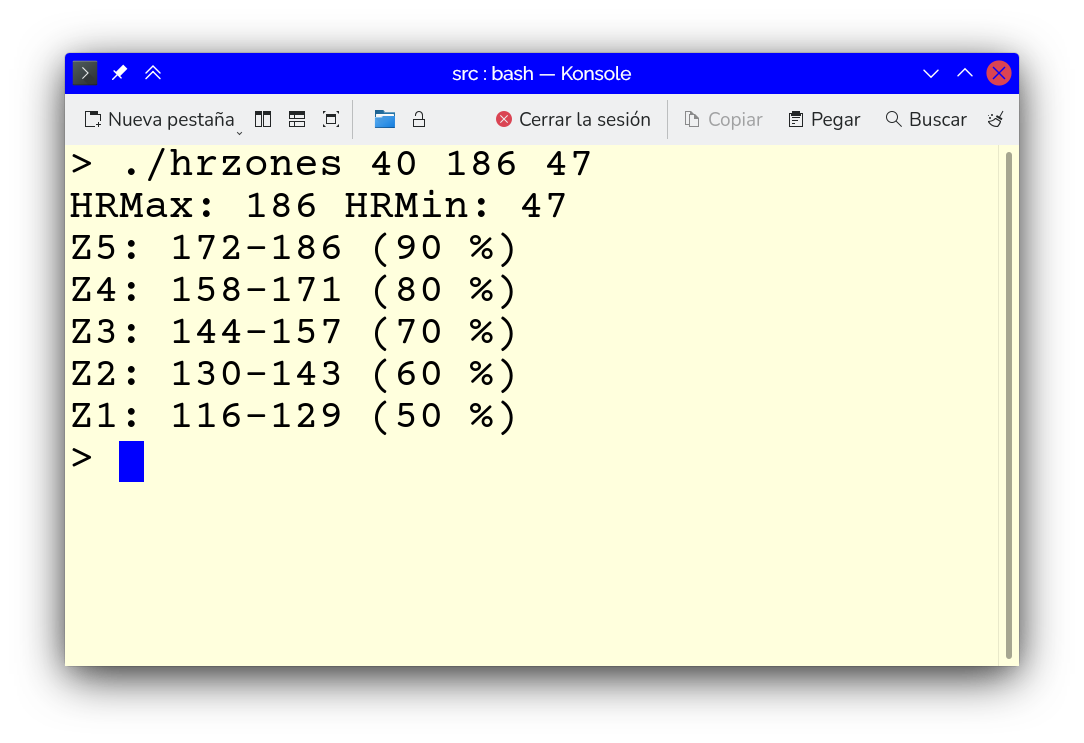 src : bash — Konsole
Nueva pestaña Cerrar la sesión Copiar Pegar Buscar
> ./hrzones 40 186 47
HRMax: 186 HRMin: 47
Z5: 172-186 (90 %)
Z4: 158-171 (80 %)
Z3: 144-157 (70 %)
Z2: 130-143 (60 %)
Z1: 116-129 (50 %)
>